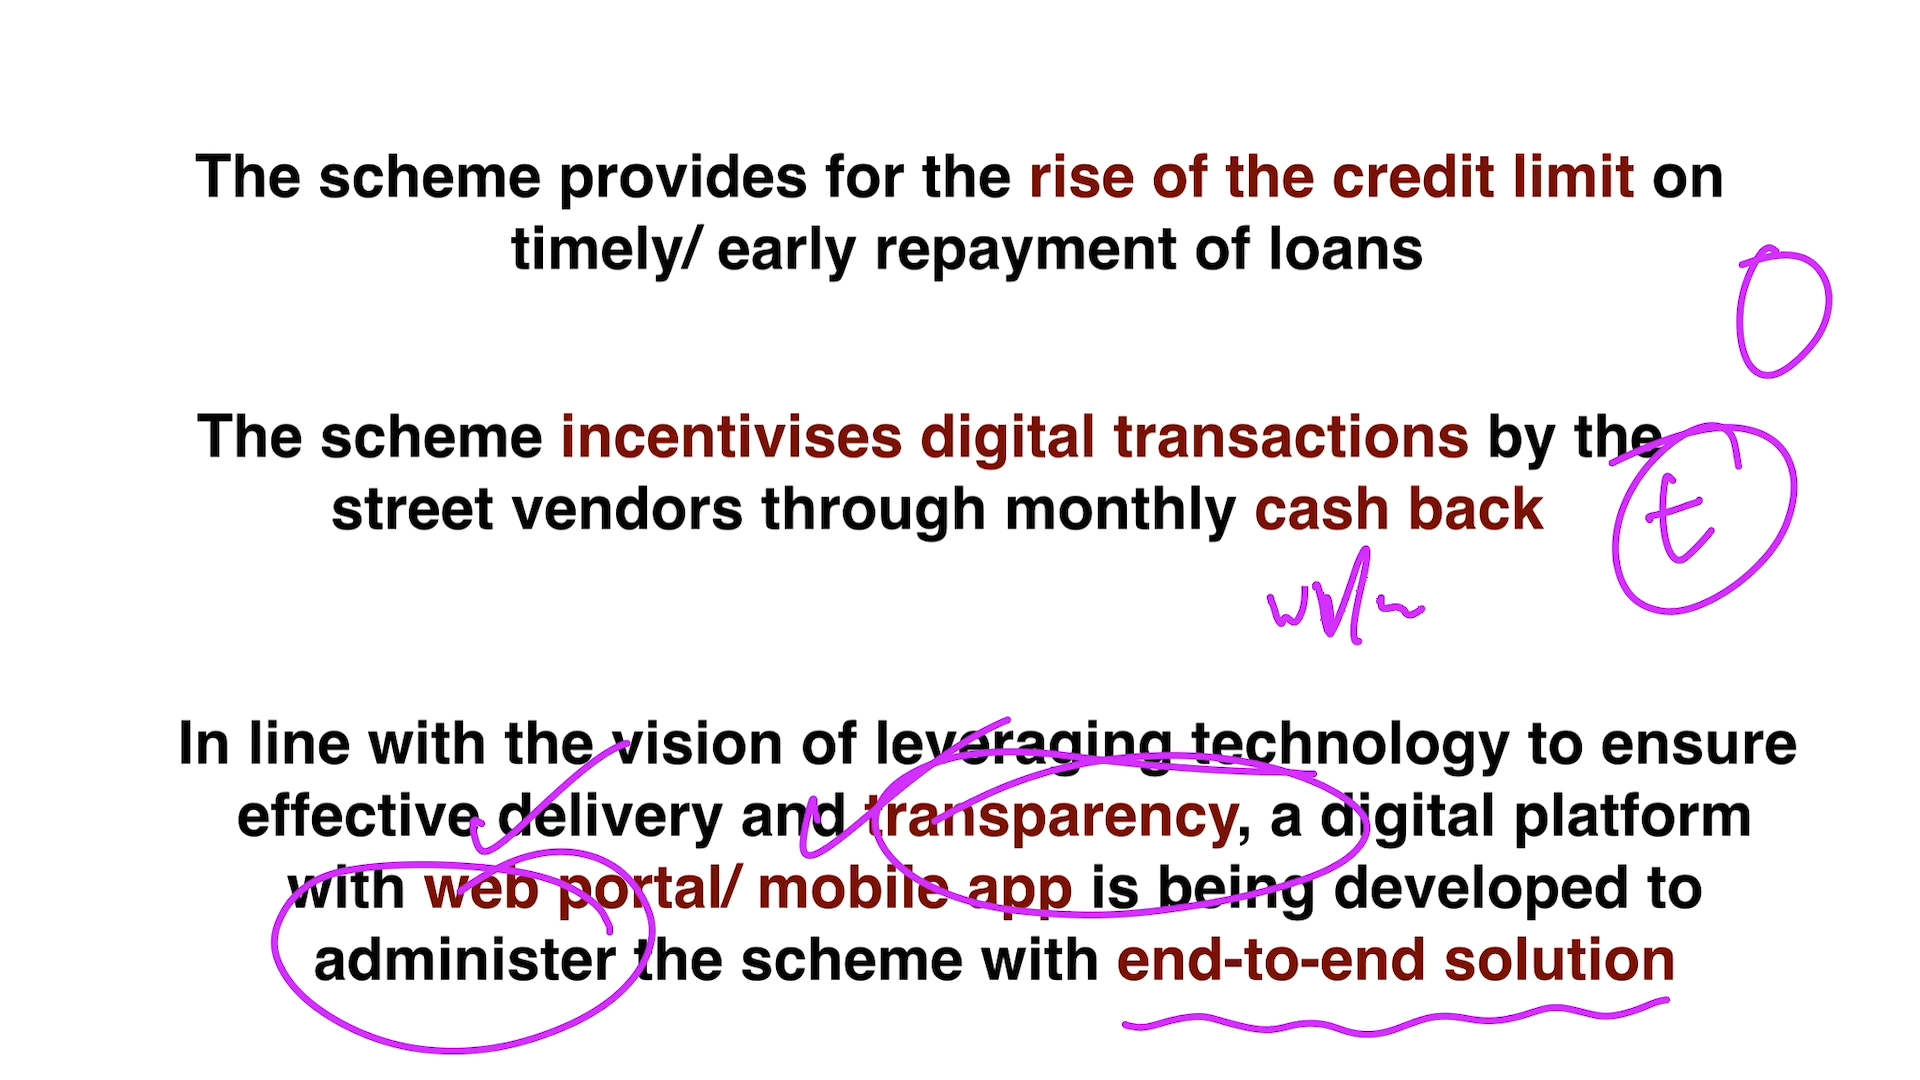 The scheme provides for the rise of the credit limit on
timely/ early repayment of loans
The scheme incentivises digital transactions by the
street vendors through monthly cash back
t
In line with the vision of leveraging technology to ensure
effective delivery and transparency, a digital platform
with web portal/ mobile app is being developed to
administer the scheme with end-to-end solution